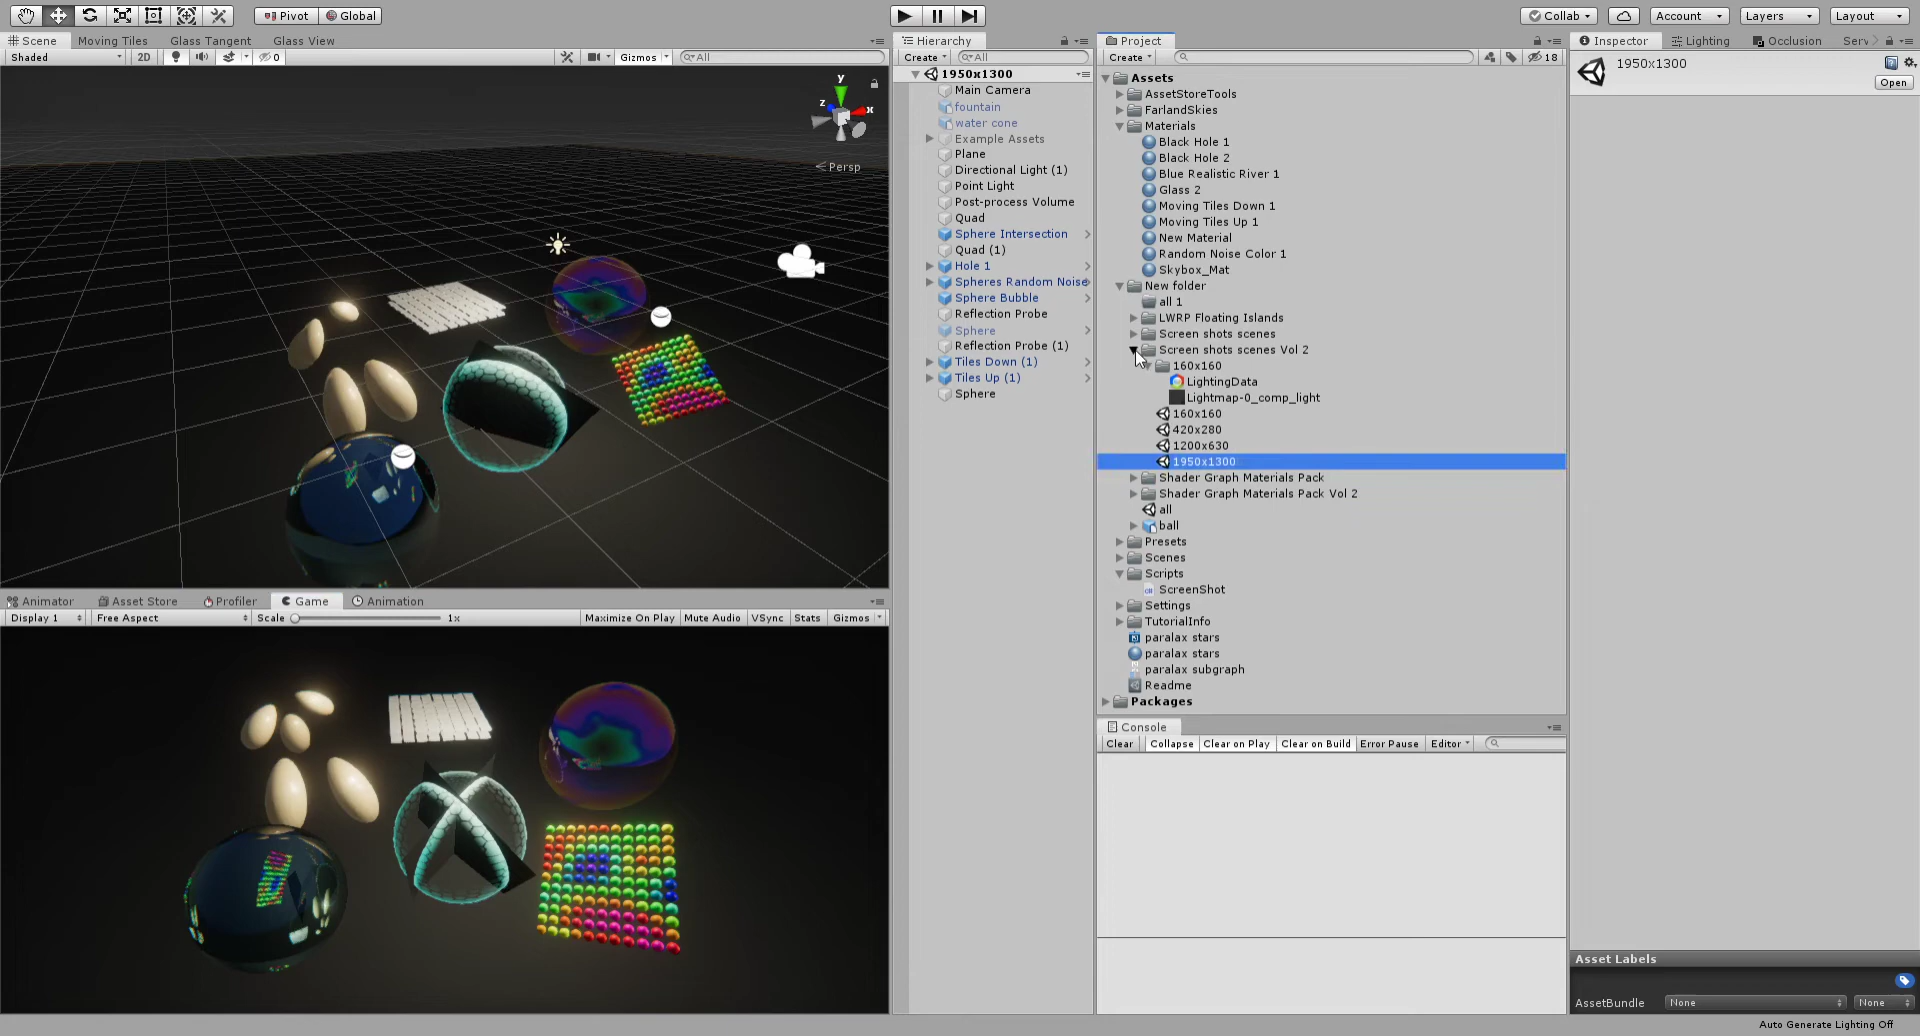 Pivot Global Collab Account Layers Layout
Scene Moving Tiles Glass Tangent Glass View
Shaded 2D 0 Gizmos All
y
z x
Persp
Animator Asset Store Profiler Game Animation
Display 1 Free Aspect Scale 1x Maximize On Play Mute Audio VSync Stats Gizmos
Hierarchy
Create All
1950x1300
Main Camera
fountain
water cone
Example Assets
Plane
Directional Light (1)
Point Light
Post-process Volume
Quad
Sphere Intersection
Quad (1)
Hole 1
Spheres Random Noise
Sphere Bubble
Reflection Probe
Sphere
Reflection Probe (1)
Tiles Down (1)
Tiles Up (1)
Sphere
Project
Create 18
Assets
AssetStoreTools
FarlandSkies
Materials
Black Hole 1
Black Hole 2
Blue Realistic River 1
Glass 2
Moving Tiles Down 1
Moving Tiles Up 1
New Material
Random Noise Color 1
Skybox_Mat
New folder
all 1
LWRP Floating Islands
Screen shots scenes
Screen shots scenes Vol 2
160x160
LightingData
Lightmap-0_comp_light
160x160
420x280
1200x630
1950x1300
Shader Graph Materials Pack
Shader Graph Materials Pack Vol 2
all
ball
Presets
Scenes
Scripts
ScreenShot
Settings
TutorialInfo
paralax stars
paralax stars
paralax subgraph
Readme
Packages
Console
Clear Collapse Clear on Play Clear on Build Error Pause Editor
Inspector Lighting Occlusion Serv
1950x1300
Open
Asset Labels
AssetBundle None None
Auto Generate Lighting Off